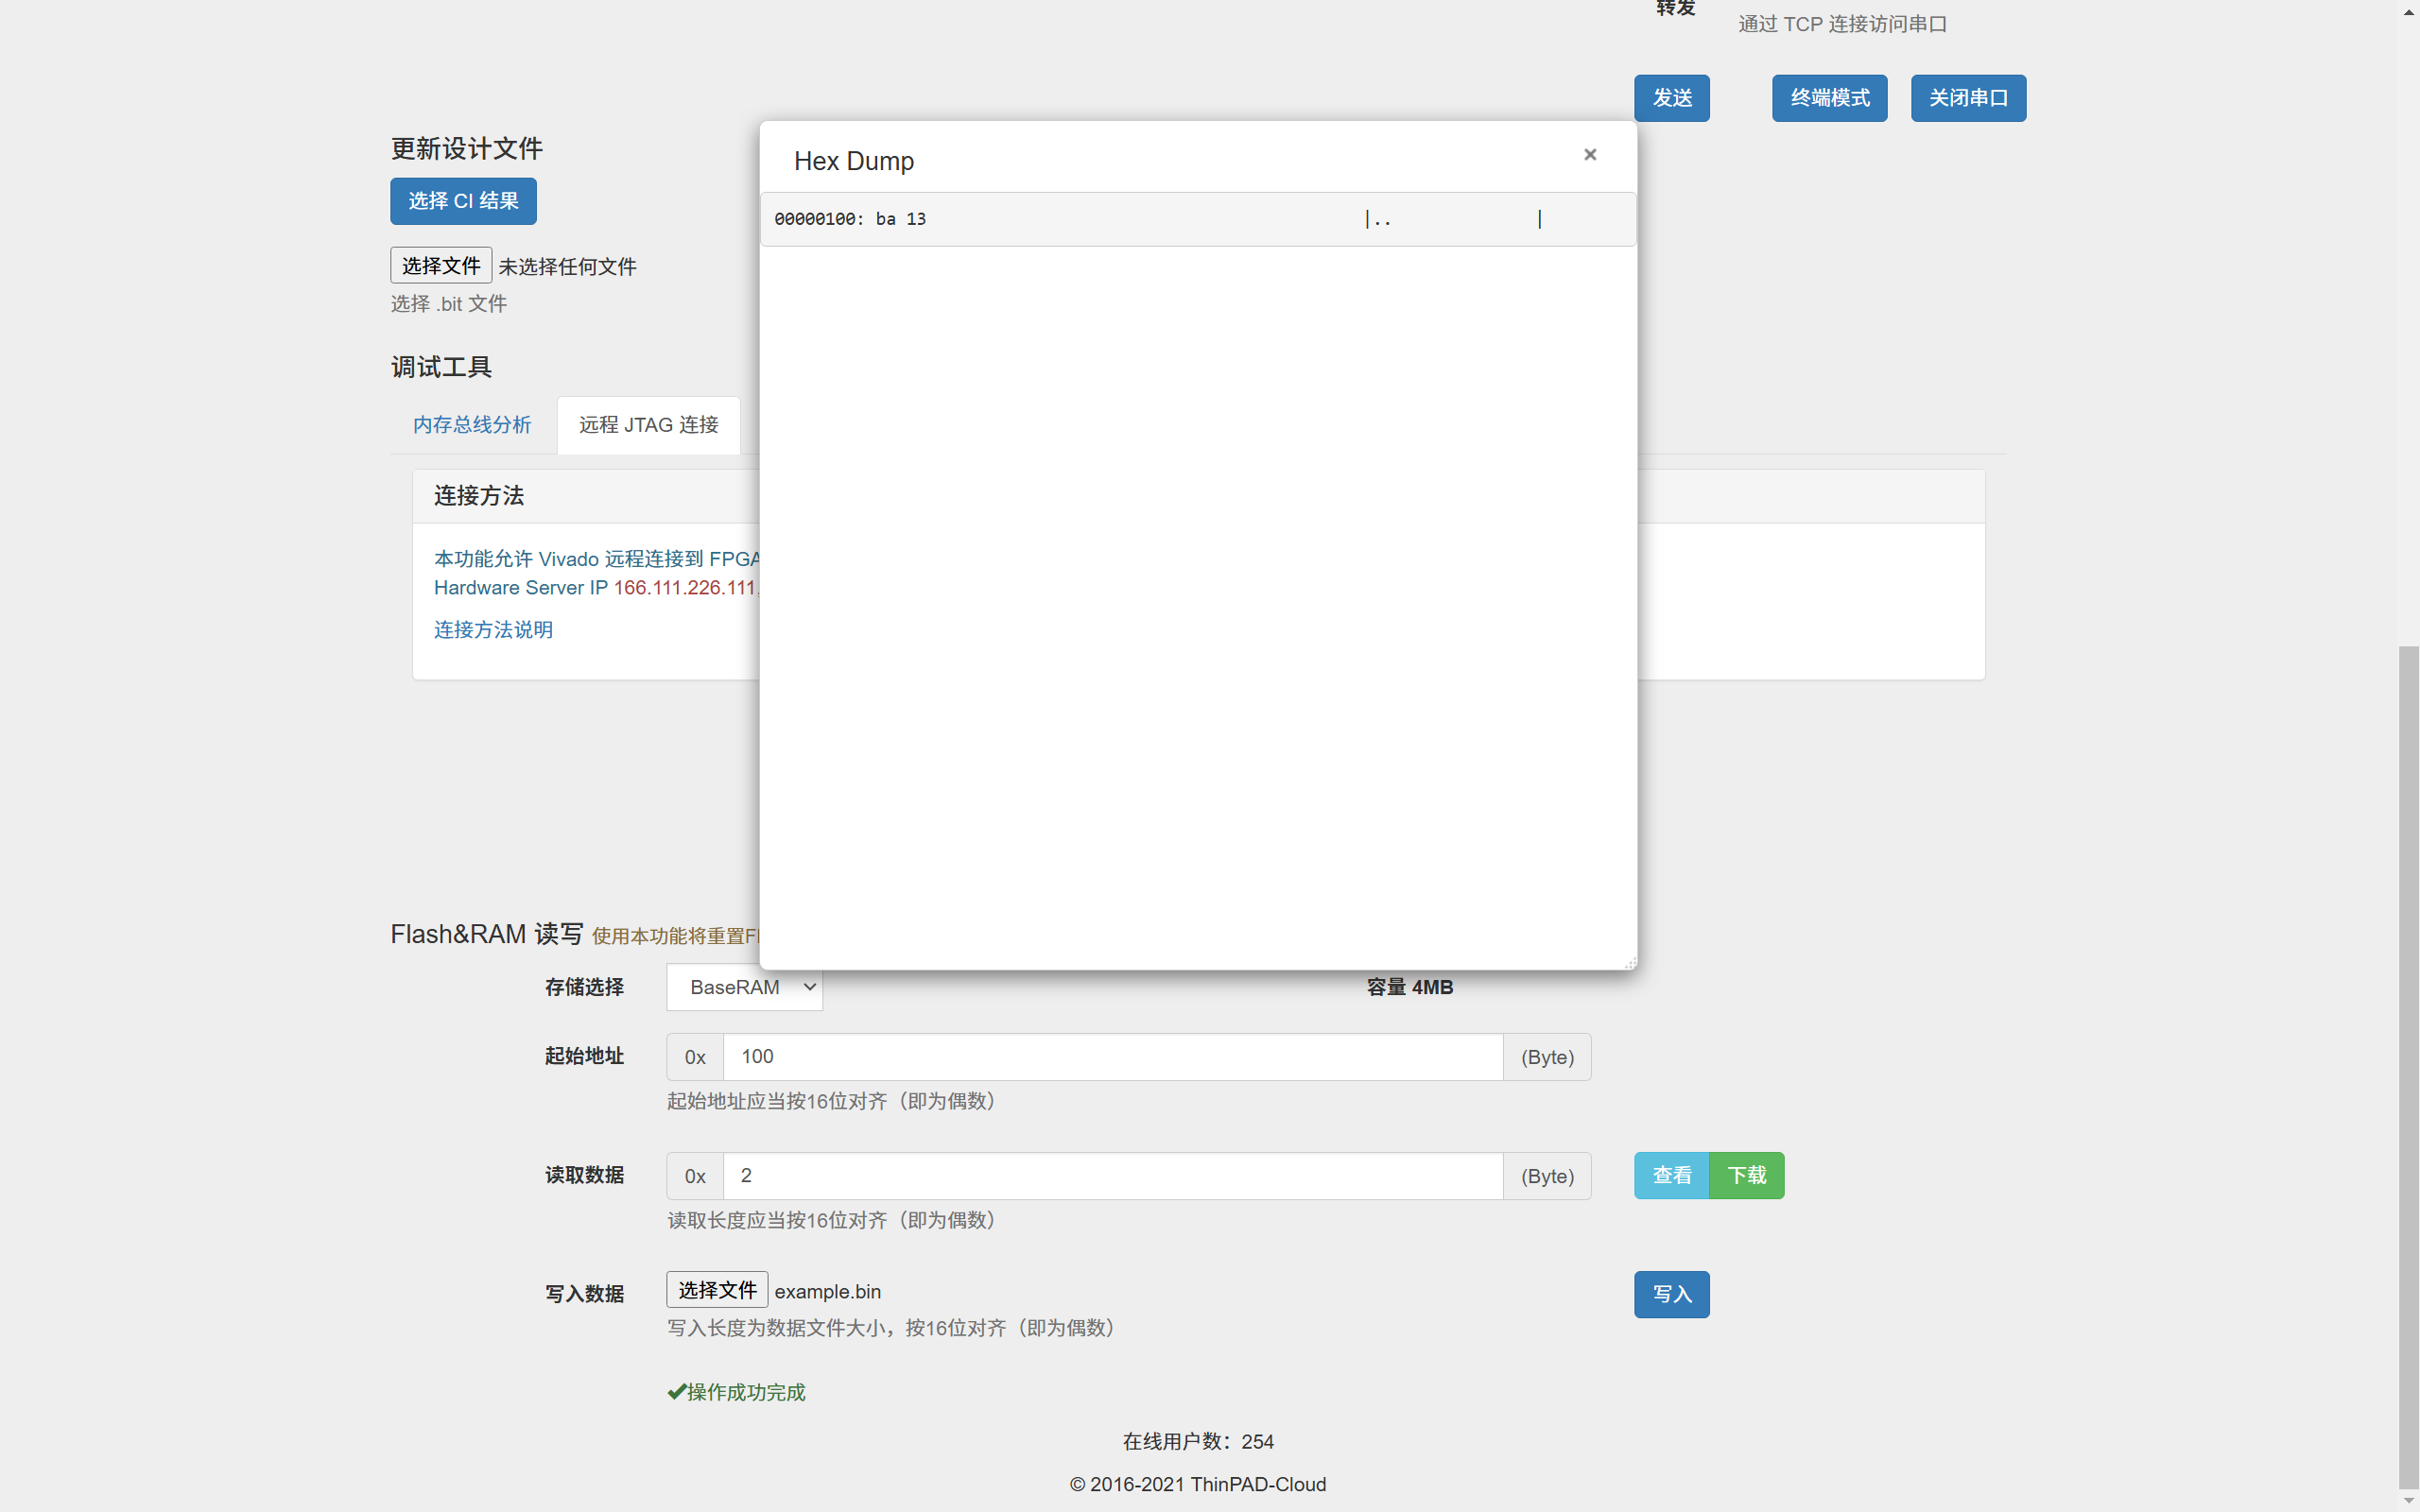 转发
通过 TCP 连接访问串口
发送
终端模式
关闭串口
更新设计文件
选择 CI 结果
选择文件 未选择任何文件
选择 .bit 文件
调试工具
内存总线分析
远程 JTAG 连接
连接方法
本功能允许 Vivado 远程连接到 FPGA
Hardware Server IP 166.111.226.111,
连接方法说明
Hex Dump
×
00000100: ba 13 |.. |
Flash&RAM 读写 使用本功能将重置
存储选择
BaseRAM
容量 4MB
起始地址
0x 100 (Byte)
起始地址应当按16位对齐（即为偶数）
读取数据
0x 2 (Byte)
查看 下载
读取长度应当按16位对齐（即为偶数）
写入数据
选择文件 example.bin
写入
写入长度为数据文件大小，按16位对齐（即为偶数）
操作成功完成
在线用户数：254
© 2016-2021 ThinPAD-Cloud